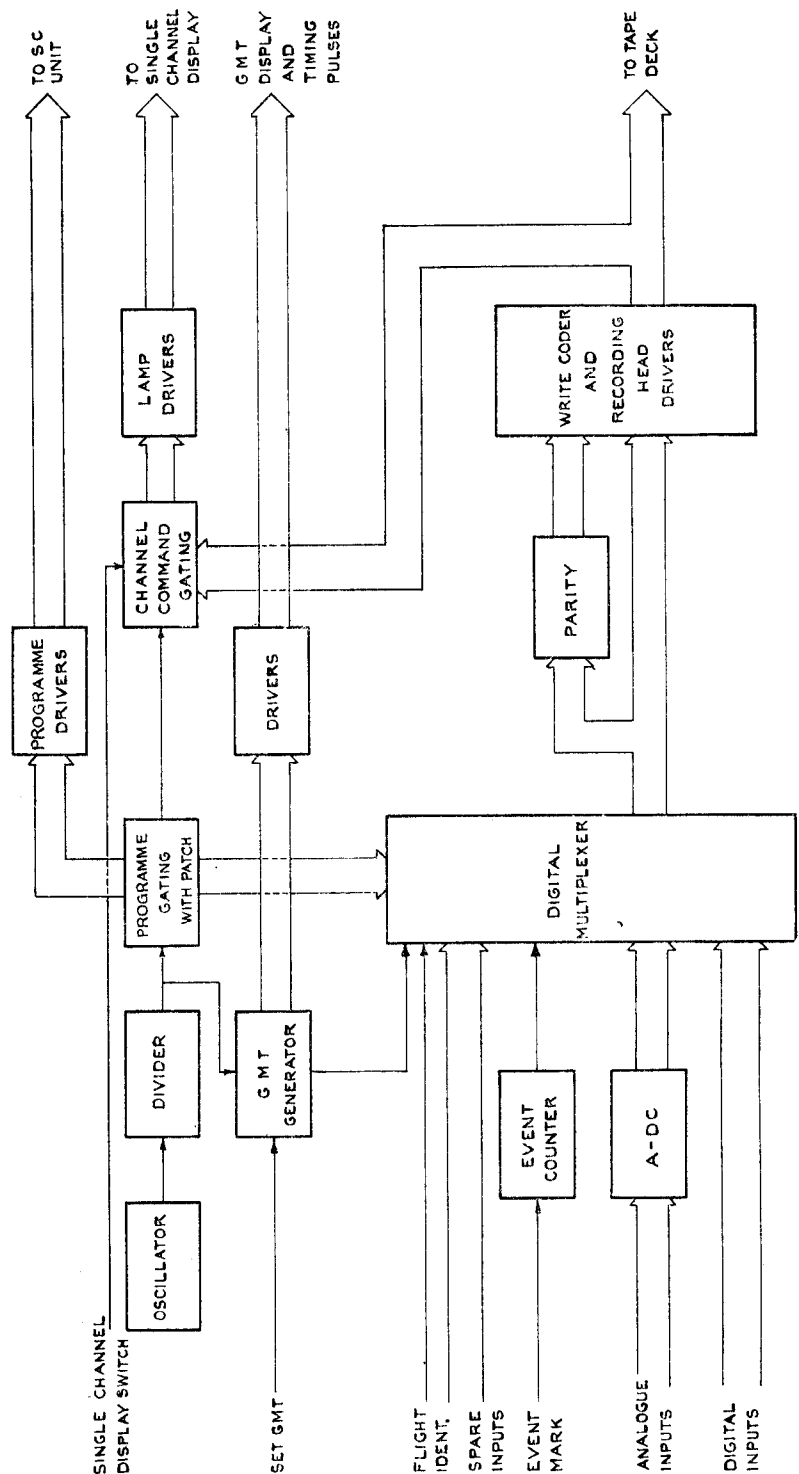 SINGLE CHANNEL
DISPLAY SWITCH
OSCILLATOR
DIVIDER
PROGRAMME
GATING
WITH PATCH
PROGRAMME
DRIVERS
CHANNEL
COMMAND
GATING
LAMP
DRIVERS
TO SC
UNIT
TO
SINGLE
CHANNEL
DISPLAY
SET GMT
GMT
GENERATOR
DRIVERS
GMT
DISPLAY
AND
TIMING
PULSES
FLIGHT
IDENT.
SPARE
INPUTS
EVENT
MARK
EVENT
COUNTER
ANALOGUE
INPUTS
A-DC
DIGITAL
INPUTS
DIGITAL
MULTIPLEXER
PARITY
WRITE CODER
AND
RECORDING
HEAD
DRIVERS
TO TAPE
DECK